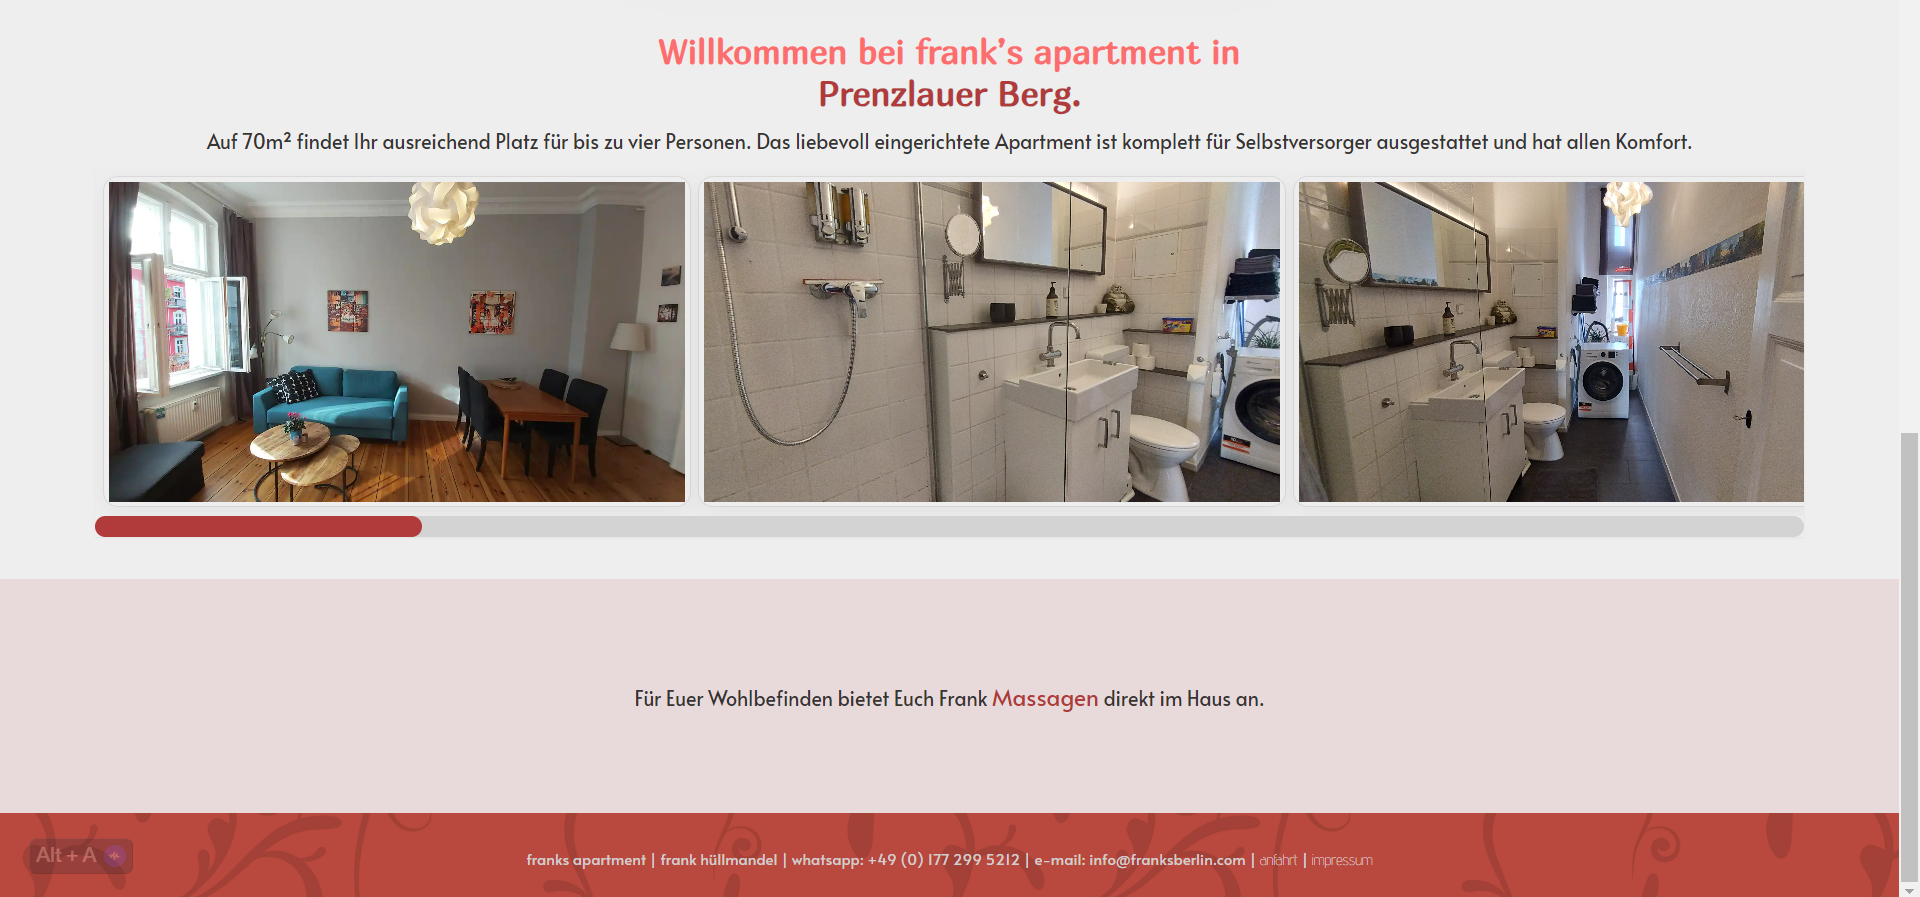 Willkommen bei frank's apartment in
Prenzlauer Berg.
Auf 70m² findet Ihr ausreichend Platz für bis zu vier Personen. Das liebevoll eingerichtete Apartment ist komplett für Selbstversorger ausgestattet und hat allen Komfort.
Für Euer Wohlbefinden bietet Euch Frank Massagen direkt im Haus an.
Alt + A
franks apartment | frank hüllmandel | whatsapp: +49 (0) 177 299 5212 | e-mail: info@franksberlin.com | anfahrt | impressum